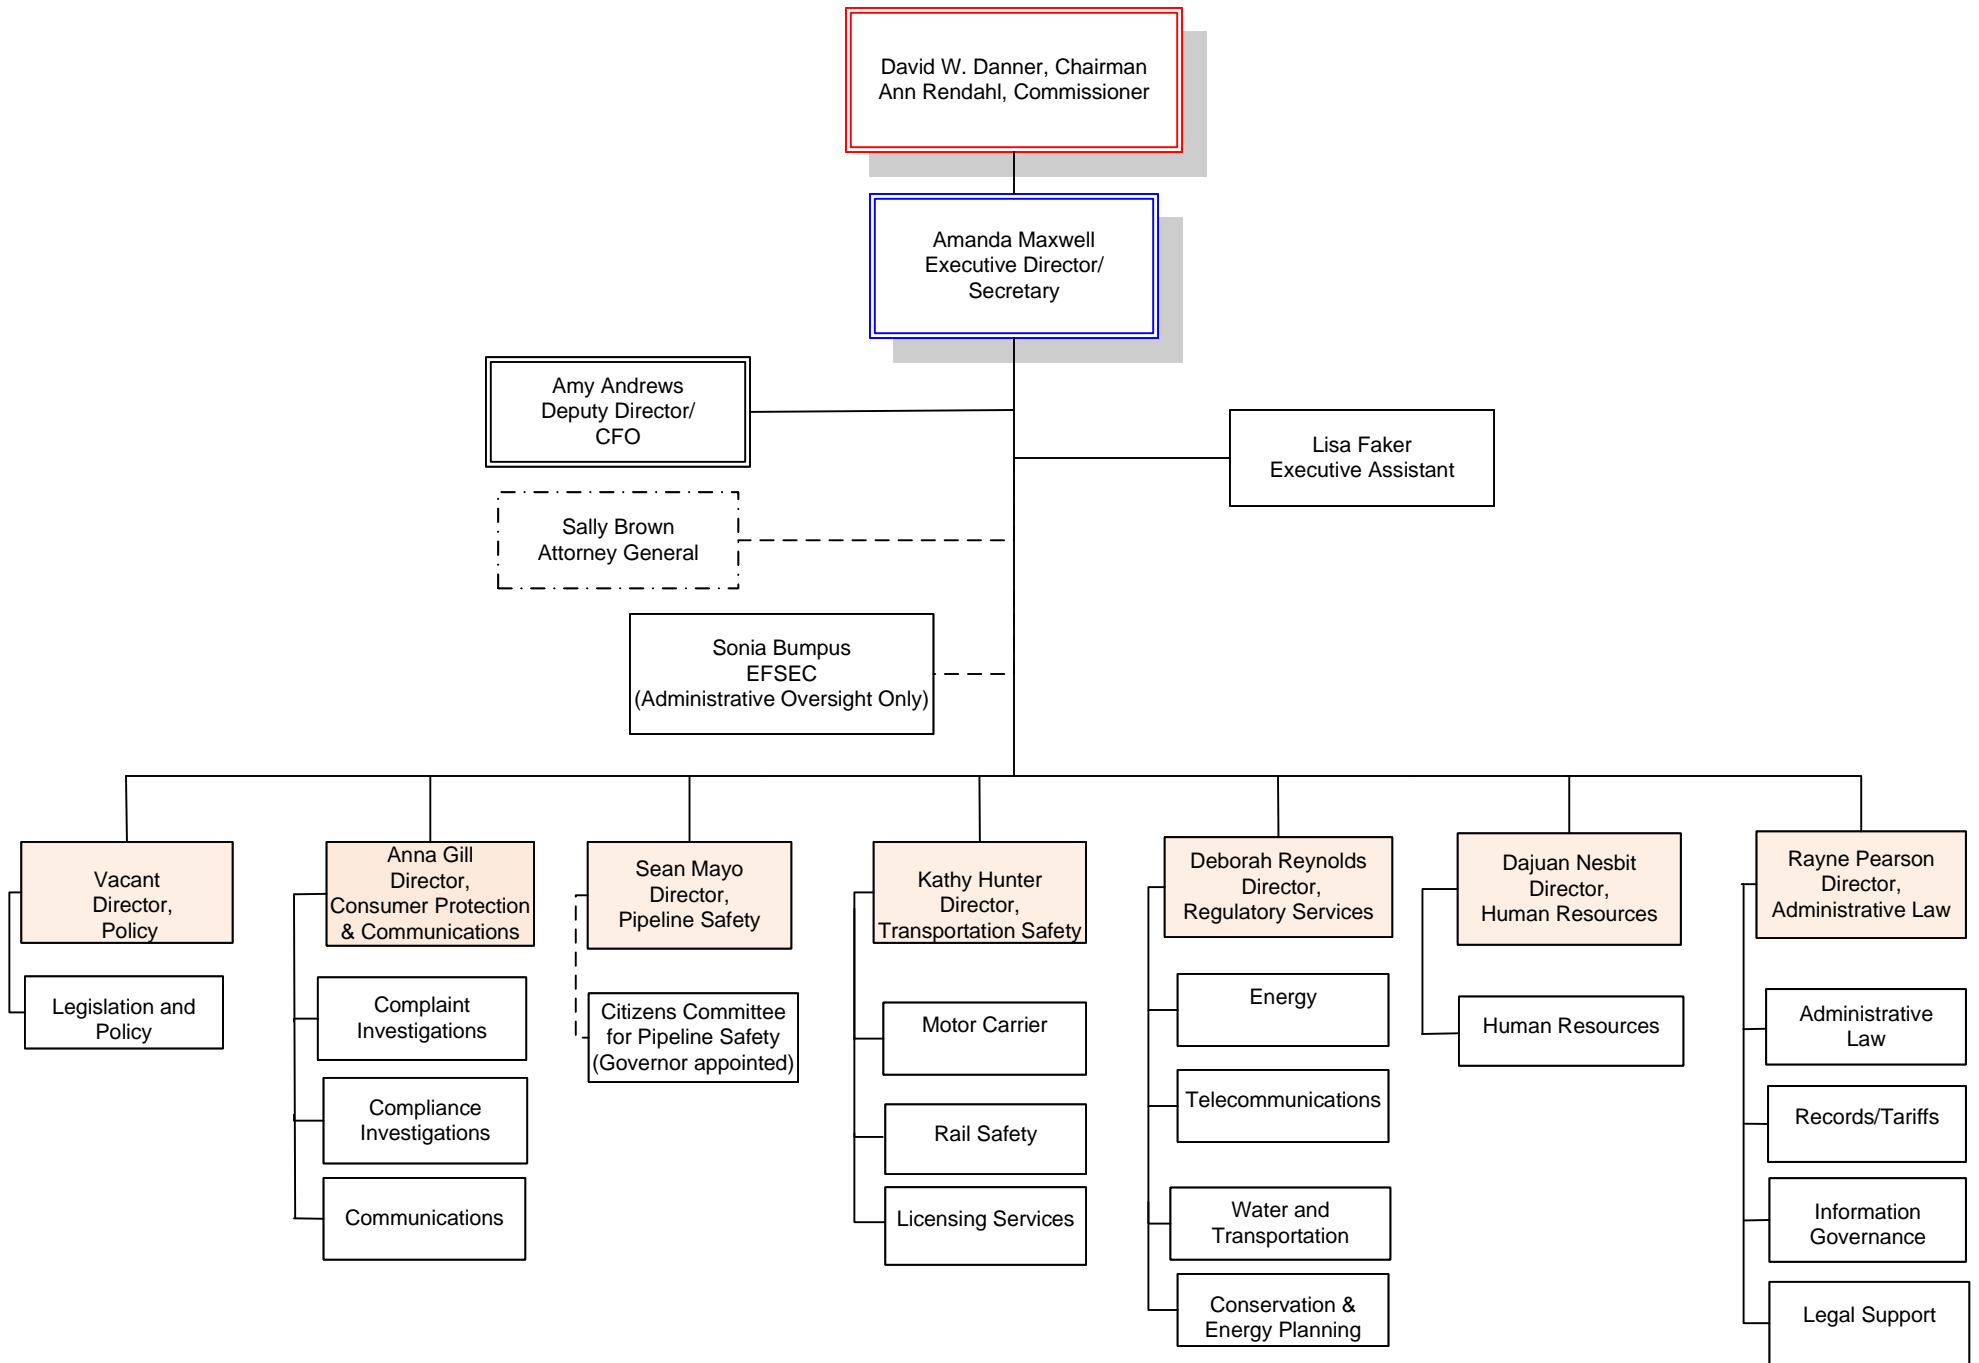 David W. Danner, Chairman
Ann Rendahl, Commissioner
Amanda Maxwell
Executive Director/
Secretary
Amy Andrews
Deputy Director/
CFO
Lisa Faker
Executive Assistant
Sally Brown
Attorney General
Sonia Bumpus
EFSEC
(Administrative Oversight Only)
Vacant
Director,
Policy
Legislation and
Policy
Anna Gill
Director,
Consumer Protection
& Communications
Complaint
Investigations
Compliance
Investigations
Communications
Sean Mayo
Director,
Pipeline Safety
Citizens Committee
for Pipeline Safety
(Governor appointed)
Kathy Hunter
Director,
Transportation Safety
Motor Carrier
Rail Safety
Licensing Services
Deborah Reynolds
Director,
Regulatory Services
Energy
Telecommunications
Water and
Transportation
Conservation &
Energy Planning
Dajuan Nesbit
Director,
Human Resources
Human Resources
Rayne Pearson
Director,
Administrative Law
Administrative
Law
Records/Tariffs
Information
Governance
Legal Support